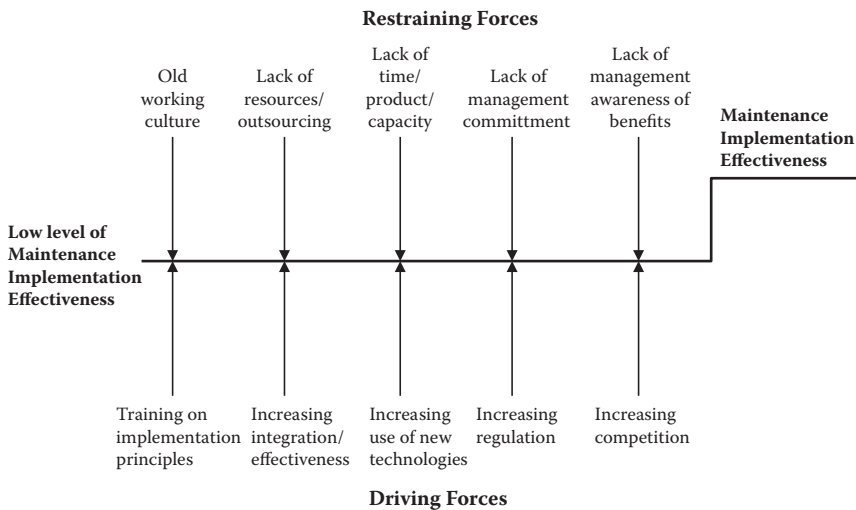 Restraining Forces
Old
working
culture
Lack of
resources/
outsourcing
Lack of
time/
product/
capacity
Lack of
management
committment
Lack of
management
awareness of
benefits
Maintenance
Implementation
Effectiveness
Low level of
Maintenance
Implementation
Effectiveness
Training on
implementation
principles
Increasing
integration/
effectiveness
Increasing
use of new
technologies
Increasing
regulation
Increasing
competition
Driving Forces